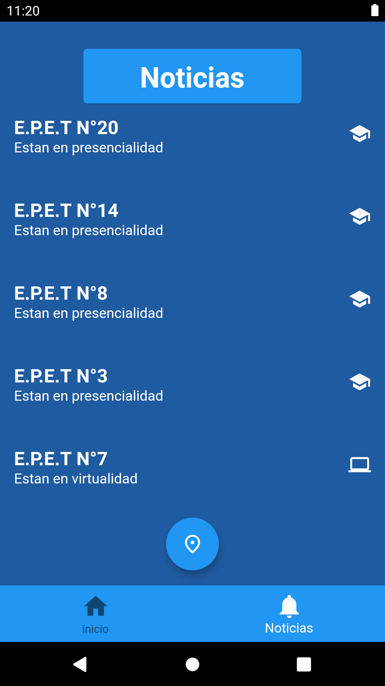 11:20
Noticias
E.P.E.T N°20
Estan en presencialidad
E.P.E.T N°14
Estan en presencialidad
E.P.E.T N°8
Estan en presencialidad
E.P.E.T N°3
Estan en presencialidad
E.P.E.T N°7
Estan en virtualidad
inicio
Noticias